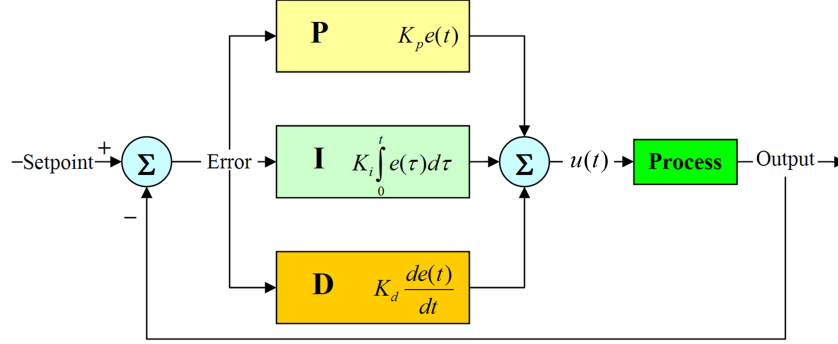 P K_p e(t)
+
–Setpoint Σ Error I K_i ∫_0^t e(τ)dτ Σ u(t) Process Output
−
D K_d de(t)/dt